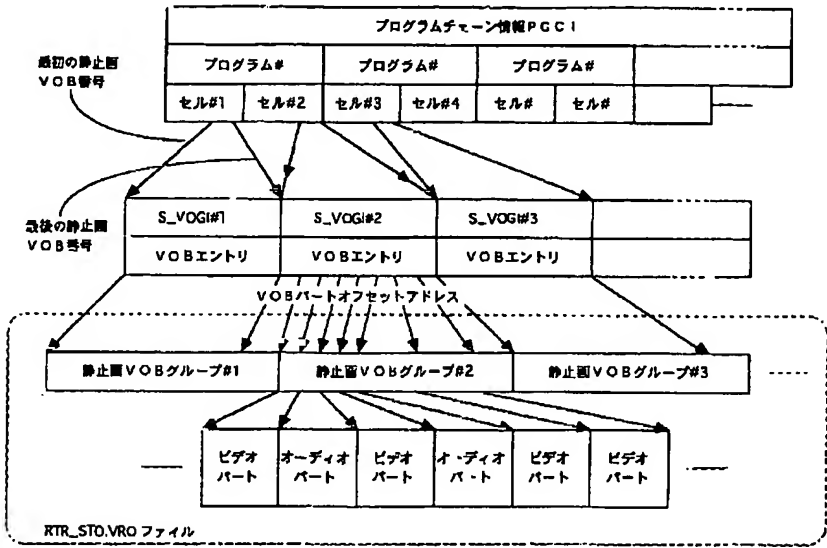 プログラムチェーン情報PGCI
プログラム# プログラム# プログラム#
セル#1 セル#2 セル#3 セル#4 セル# セル#
最初の静止画
VOB番号
最後の静止画
VOB番号
S_VOGI#1 S_VOGI#2 S_VOGI#3
VOBエントリ VOBエントリ VOBエントリ
VOBパートオフセットアドレス
静止画VOBグループ#1 静止画VOBグループ#2 静止画VOBグループ#3
ビデオ オーディオ ビデオ オーディオ ビデオ ビデオ
パート パート パート パート パート パート
RTR_STO.VRO ファイル